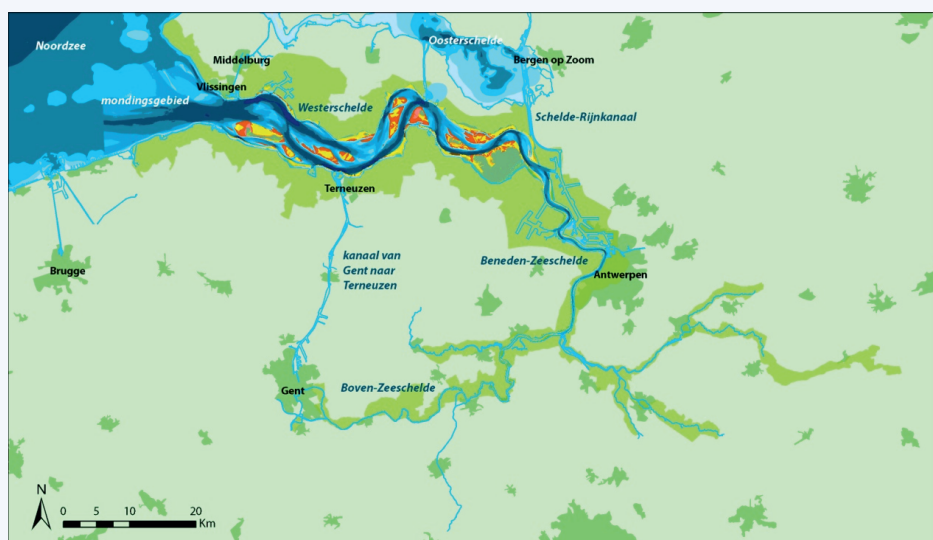 Noordzee
Oosterschelde
Middelburg
Bergen op Zoom
Vlissingen
mondingsgebied
Westerschelde
Schelde-Rijnkanaal
Terneuzen
kanaal van
Gent naar
Terneuzen
Beneden-Zeeschelde
Brugge
Antwerpen
Gent
Boven-Zeeschelde
N
0 5 10 20
Km